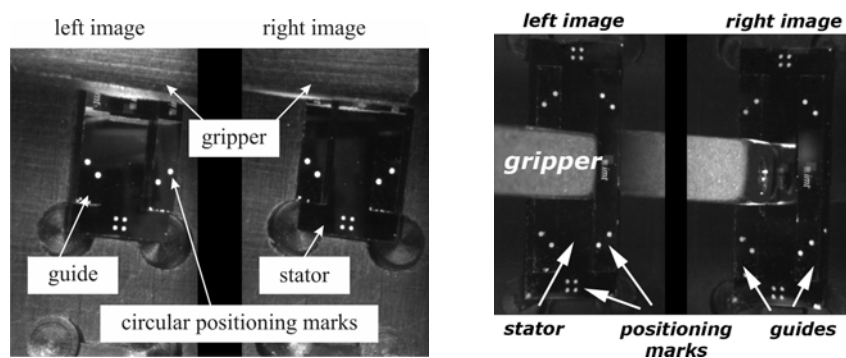 left image
right image
gripper
guide
stator
circular positioning marks
left image
right image
gripper
imt
stator
positioning
marks
guides